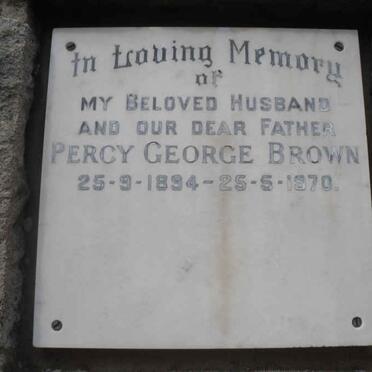 In Loving Memory
of
My Beloved Husband
and our dear Father
Percy George Brown
25-9-1894-25-5-1970.